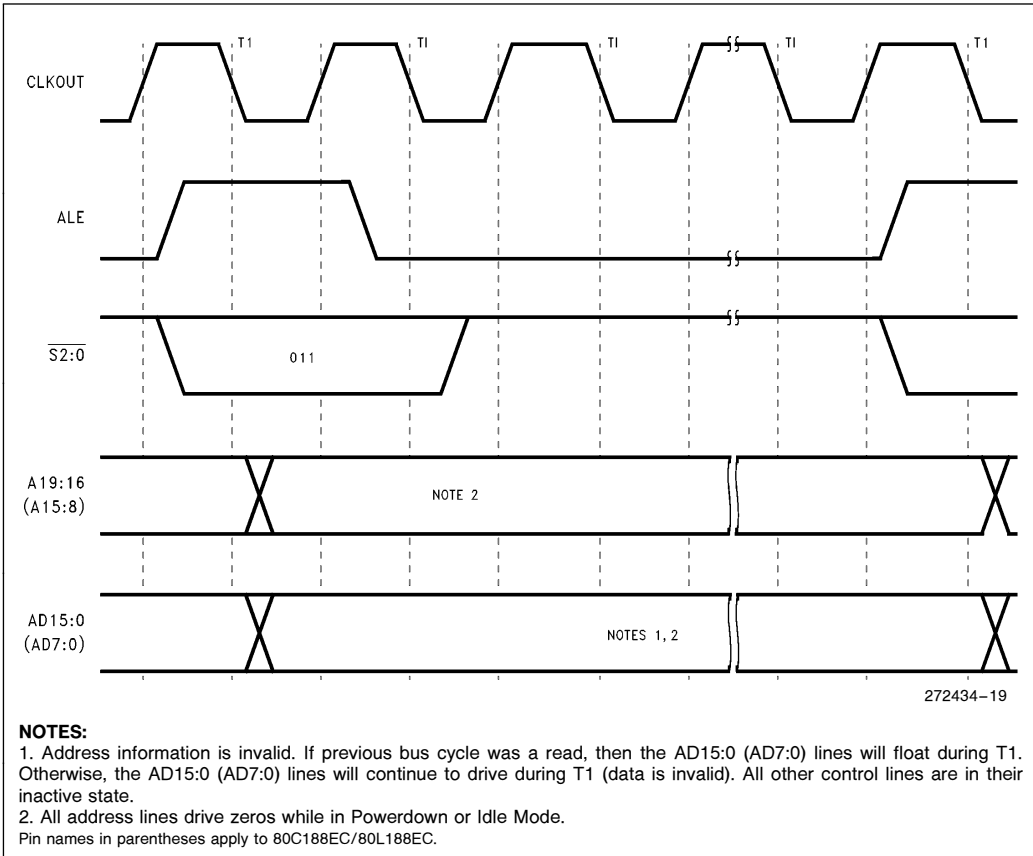 T1 TI TI TI T1
CLKOUT
ALE
S2:0
011
A19:16
(A15:8)
NOTE 2
AD15:0
(AD7:0)
NOTES 1, 2
272434–19
NOTES:
1. Address information is invalid. If previous bus cycle was a read, then the AD15:0 (AD7:0) lines will float during T1.
Otherwise, the AD15:0 (AD7:0) lines will continue to drive during T1 (data is invalid). All other control lines are in their
inactive state.
2. All address lines drive zeros while in Powerdown or Idle Mode.
Pin names in parentheses apply to 80C188EC/80L188EC.